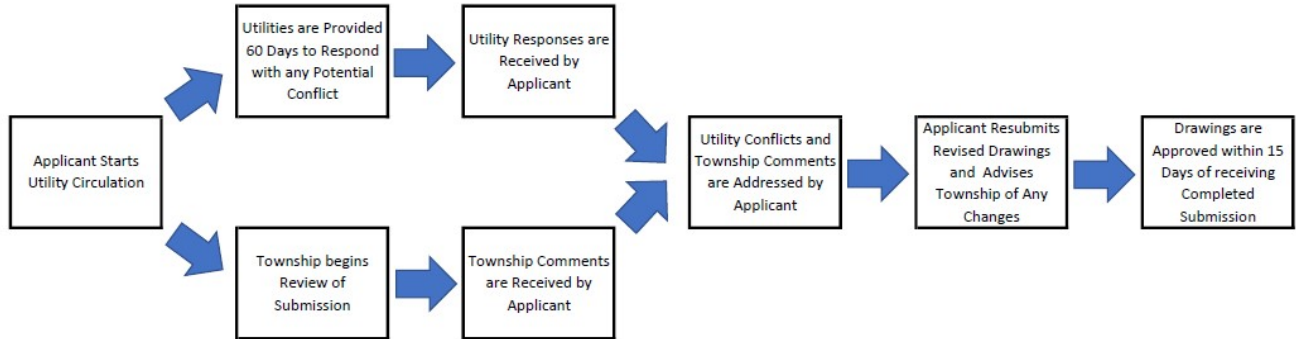 Applicant Starts
Utility Circulation
Utilities are Provided
60 Days to Respond
with any Potential
Conflict
Utility Responses are
Received by
Applicant
Township begins
Review of
Submission
Township Comments
are Received by
Applicant
Utility Conflicts and
Township Comments
are Addressed by
Applicant
Applicant Resubmits
Revised Drawings
and Advises
Township of Any
Changes
Drawings are
Approved within 15
Days of receiving
Completed
Submission